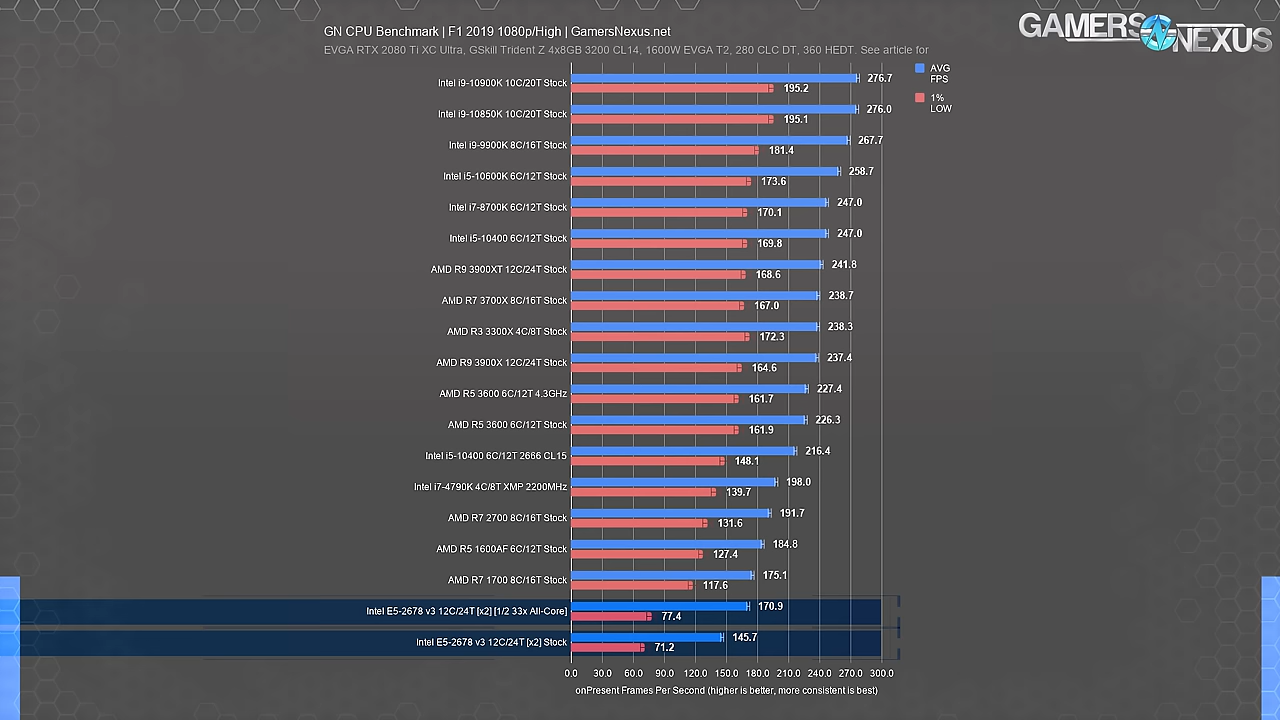 GN CPU Benchmark | F1 2019 1080p/High | GamersNexus.net
EVGA RTX 2080 Ti XC Ultra, GSkill Trident Z 4x8GB 3200 CL14, 1600W EVGA T2, 280 CLC DT, 360 HEDT. See article for
GAMERS NEXUS
AVG FPS
1% LOW
Intel i9-10900K 10C/20T Stock 276.7 195.2
Intel i9-10850K 10C/20T Stock 276.0 195.1
Intel i9-9900K 8C/16T Stock 267.7 181.4
Intel i5-10600K 6C/12T Stock 258.7 173.6
Intel i7-8700K 6C/12T Stock 247.0 170.1
Intel i5-10400 6C/12T Stock 247.0 169.8
AMD R9 3900XT 12C/24T Stock 241.8 168.6
AMD R7 3700X 8C/16T Stock 238.7 167.0
AMD R3 3300X 4C/8T Stock 238.3 172.3
AMD R9 3900X 12C/24T Stock 237.4 164.6
AMD R5 3600 6C/12T 4.3GHz 227.4 161.7
AMD R5 3600 6C/12T Stock 226.3 161.9
Intel i5-10400 6C/12T 2666 CL15 216.4 148.1
Intel i7-4790K 4C/8T XMP 2200MHz 198.0 139.7
AMD R7 2700 8C/16T Stock 191.7 131.6
AMD R5 1600AF 6C/12T Stock 184.8 127.4
AMD R7 1700 8C/16T Stock 175.1 117.6
Intel E5-2678 v3 12C/24T [x2] [1/2 33x All-Core] 170.9 77.4
Intel E5-2678 v3 12C/24T [x2] Stock 145.7 71.2
0.0 30.0 60.0 90.0 120.0 150.0 180.0 210.0 240.0 270.0 300.0
onPresent Frames Per Second (higher is better, more consistent is best)